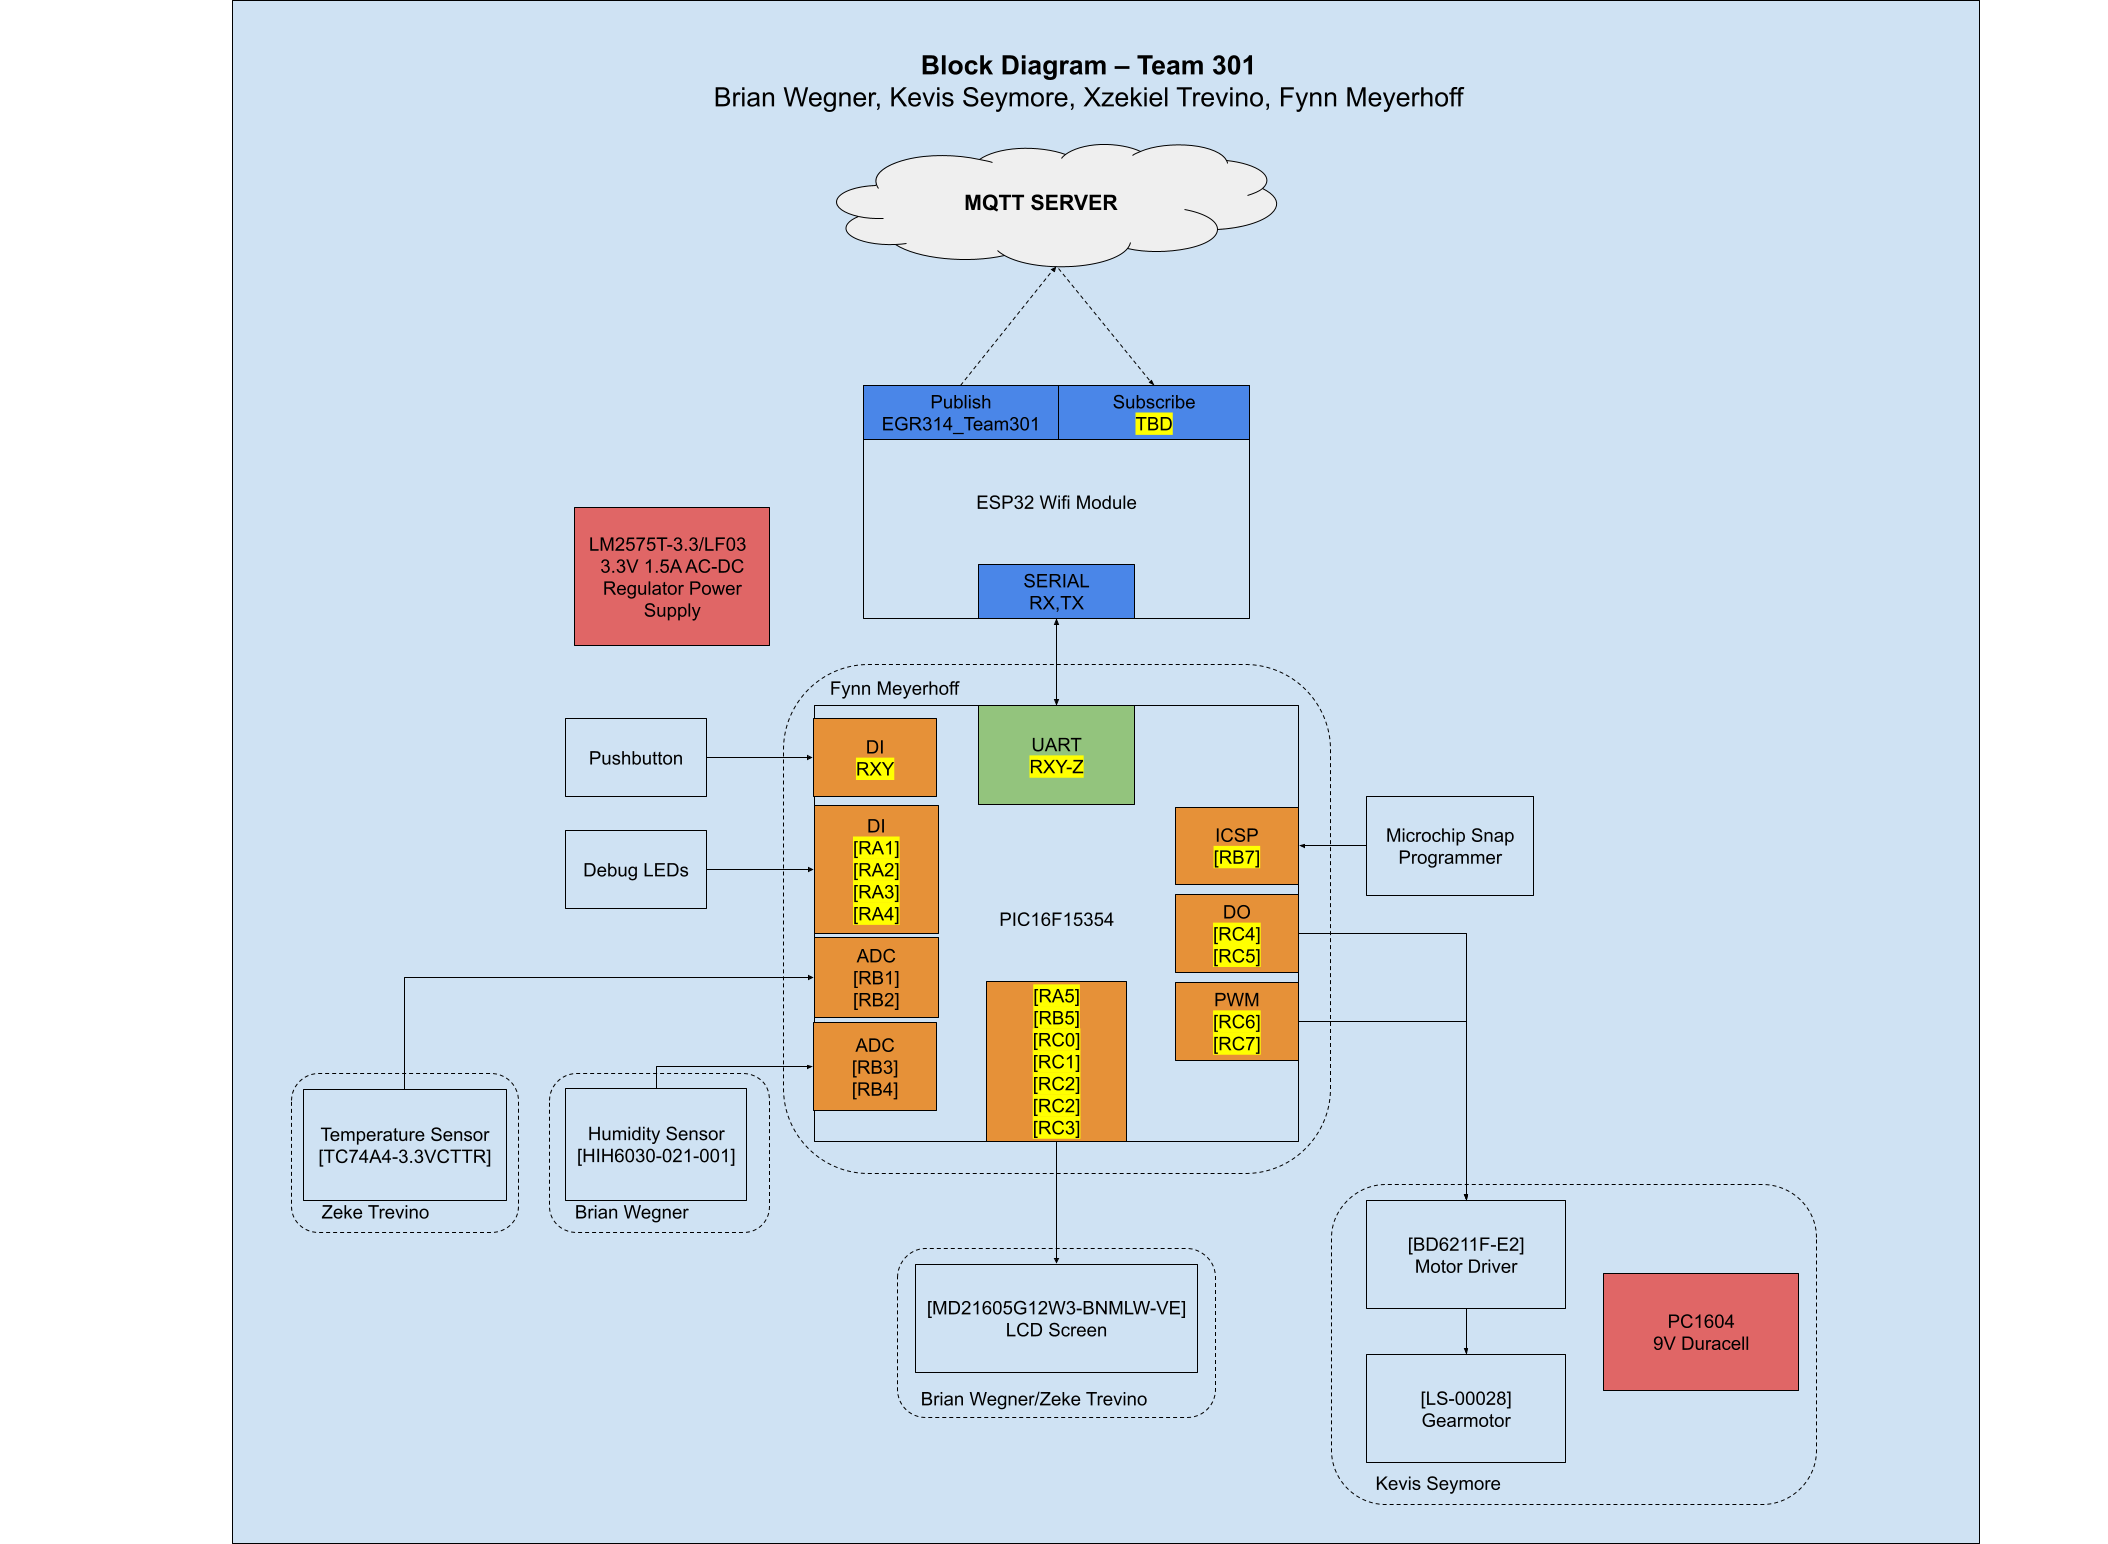 Block Diagram – Team 301
Brian Wegner, Kevis Seymore, Xzekiel Trevino, Fynn Meyerhoff
MQTT SERVER
Publish
EGR314_Team301
Subscribe
TBD
ESP32 Wifi Module
SERIAL
RX,TX
LM2575T-3.3/LF03
3.3V 1.5A AC-DC
Regulator Power
Supply
Fynn Meyerhoff
Pushbutton
DI
RXY
UART
RXY-Z
Debug LEDs
DI
[RA1]
[RA2]
[RA3]
[RA4]
ICSP
[RB7]
Microchip Snap
Programmer
PIC16F15354
DO
[RC4]
[RC5]
ADC
[RB1]
[RB2]
PWM
[RC6]
[RC7]
ADC
[RB3]
[RB4]
[RA5]
[RB5]
[RC0]
[RC1]
[RC2]
[RC2]
[RC3]
Temperature Sensor
[TC74A4-3.3VCTTR]
Zeke Trevino
Humidity Sensor
[HIH6030-021-001]
Brian Wegner
[MD21605G12W3-BNMLW-VE]
LCD Screen
Brian Wegner/Zeke Trevino
[BD6211F-E2]
Motor Driver
PC1604
9V Duracell
[LS-00028]
Gearmotor
Kevis Seymore